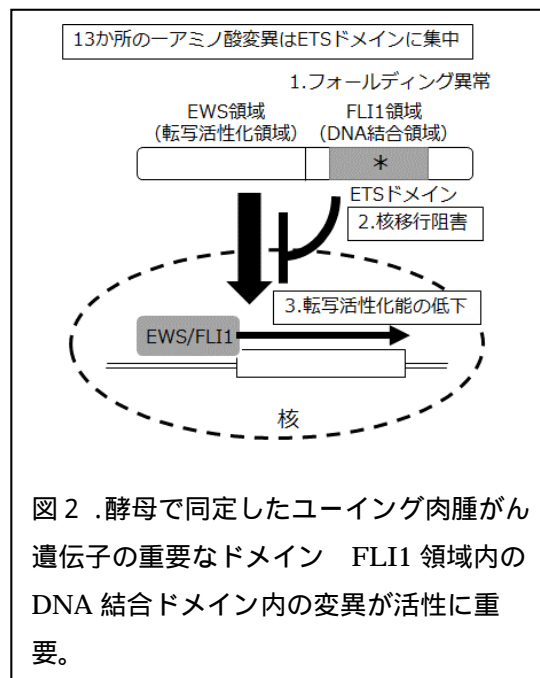 13か所の一アミノ酸変異はETSドメインに集中
1.フォールディング異常
EWS領域
(転写活性化領域)
FLI1領域
(DNA結合領域)
*
ETSドメイン
2.核移行阻害
3.転写活性化能の低下
EWS/FLI1
核
図2 .酵母で同定したユーイング肉腫がん
遺伝子の重要なドメイン FLI1 領域内の
DNA 結合ドメイン内の変異が活性に重
要。